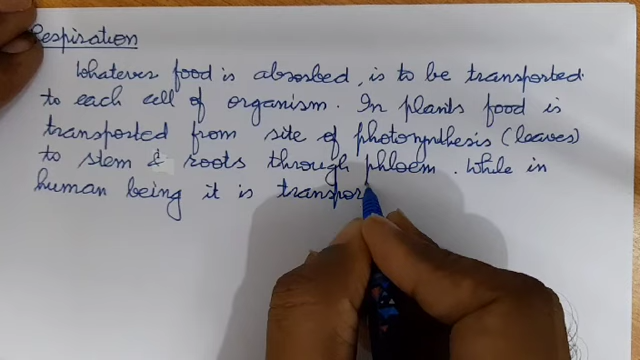 Respiration
Whatever food is absorbed, is to be transported
to each cell of organism. In plants food is
transported from site of photosynthesis (leaves)
to stem & roots through phloem. While in
human being it is transpor